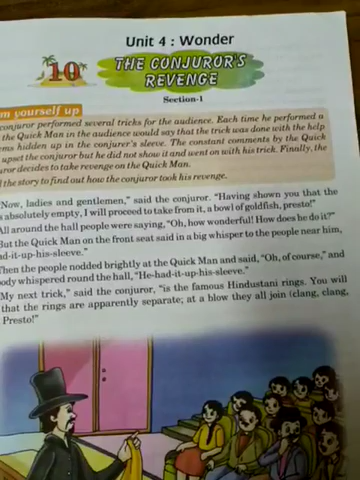 Unit 4 : Wonder
10
THE CONJUROR'S
REVENGE
Section-1
m yourself up
conjuror performed several tricks for the audience. Each time he performed a
the Quick Man in the audience would say that the trick was done with the help
ems hidden up in the conjurer's sleeve. The constant comments by the Quick
upset the conjuror but he did not show it and went on with his trick. Finally, the
uror decides to take revenge on the Quick Man.
the story to find out how the conjuror took his revenge.
"Now, ladies and gentlemen," said the conjuror. "Having shown you that the
s absolutely empty, I will proceed to take from it, a bowl of goldfish, presto!"
All around the hall people were saying, "Oh, how wonderful! How does he do it?"
But the Quick Man on the front seat said in a big whisper to the people near him,
ad-it-up-his-sleeve."
Then the people nodded brightly at the Quick Man and said, "Oh, of course," and
body whispered round the hall, "He-had-it-up-his-sleeve."
"My next trick," said the conjuror, "is the famous Hindustani rings. You will
that the rings are apparently separate; at a blow they all join (clang, clang,
Presto!"